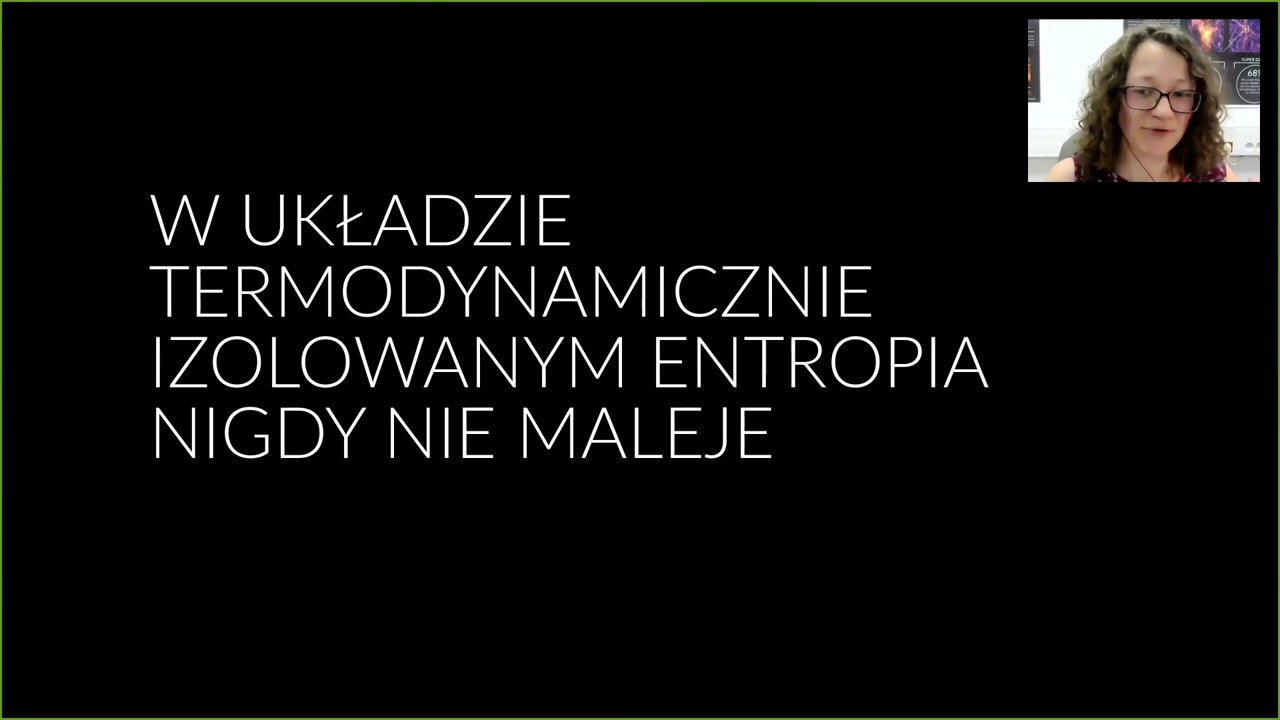 W UKŁADZIE
TERMODYNAMICZNIE
IZOLOWANYM ENTROPIA
NIGDY NIE MALEJE